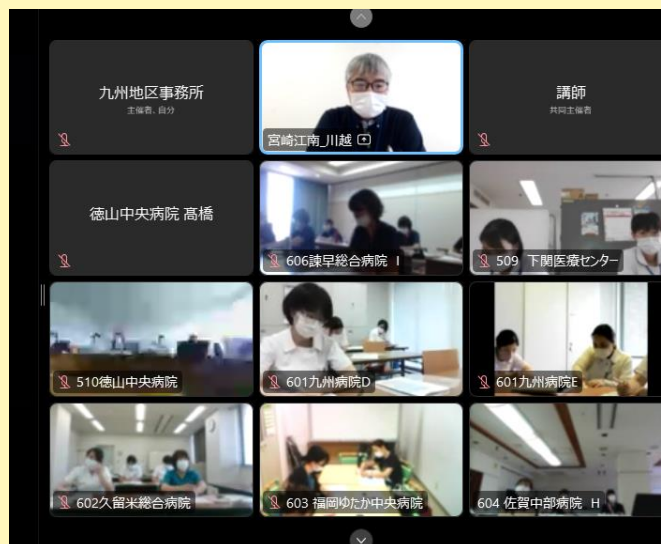 九州地区事務所
主催者, 自分
宮崎江南_川越
講師
共同主催者
徳山中央病院 髙橋
606諫早総合病院 I
509 下関医療センター
510徳山中央病院
601九州病院D
601九州病院E
602久留米総合病院
603 福岡ゆたか中央病院
604 佐賀中部病院 H